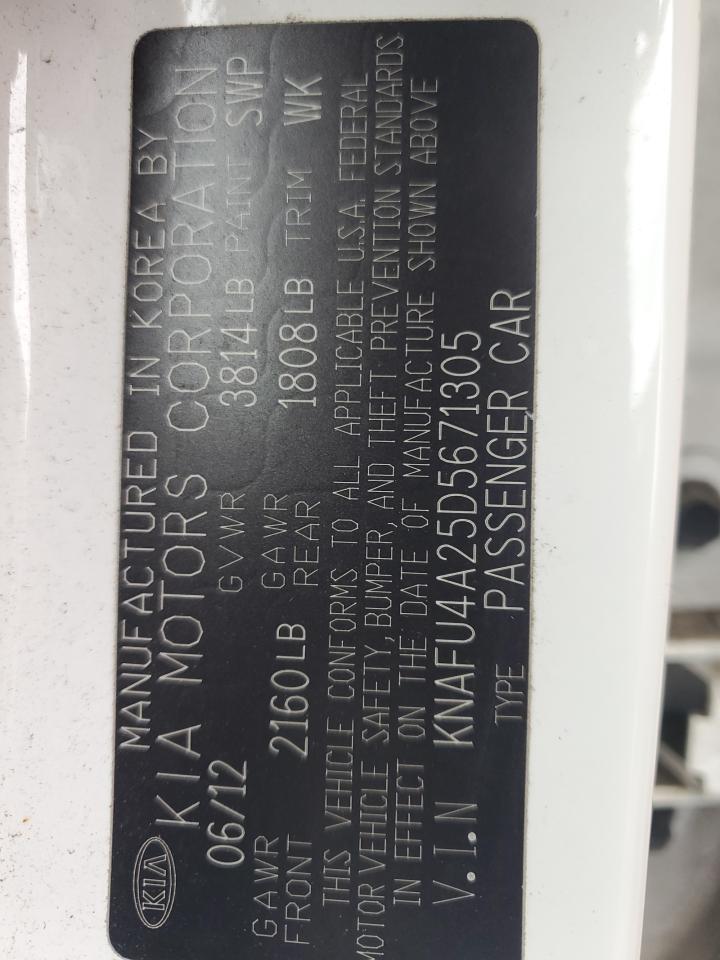 KIA
MANUFACTURED IN KOREA BY
KIA MOTORS CORPORATION
06/12 GVWR 3814LB PAINT SWP
GAWR FRONT 2160LB GAWR REAR 1808LB TRIM WK
THIS VEHICLE CONFORMS TO ALL APPLICABLE U.S.A. FEDERAL
MOTOR VEHICLE SAFETY, BUMPER, AND THEFT PREVENTION STANDARDS
IN EFFECT ON THE DATE OF MANUFACTURE SHOWN ABOVE
V.I.N KNAFU4A25D5671305
TYPE PASSENGER CAR